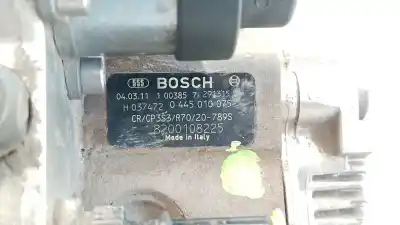 BOSCH
04.03.11 1 00385
H 037472 0 445 010 075
CR/GP3S3/R70/20-789S
8200108225
Made in Italy